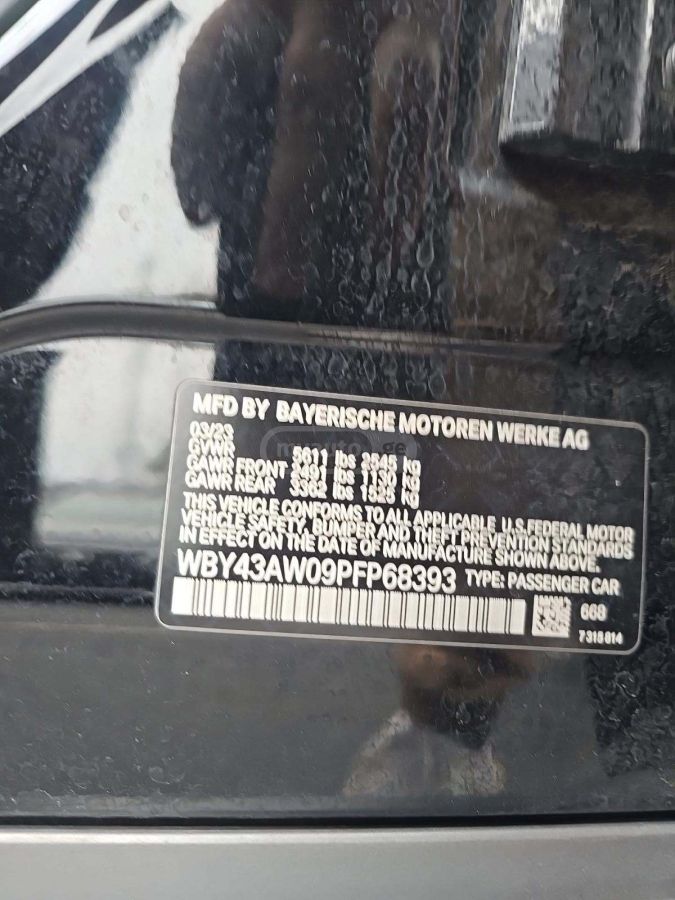 MFD BY BAYERISCHE MOTOREN WERKE AG
03/23
GVWR 5611 lbs 2545 kg
GAWR FRONT 2491 lbs 1130 kg
GAWR REAR 3362 lbs 1525 kg
THIS VEHICLE CONFORMS TO ALL APPLICABLE U.S.FEDERAL MOTOR
VEHICLE SAFETY, BUMPER AND THEFT PREVENTION STANDARDS
IN EFFECT ON THE DATE OF MANUFACTURE SHOWN ABOVE.
WBY43AW09PFP68393 TYPE: PASSENGER CAR
668
7318814